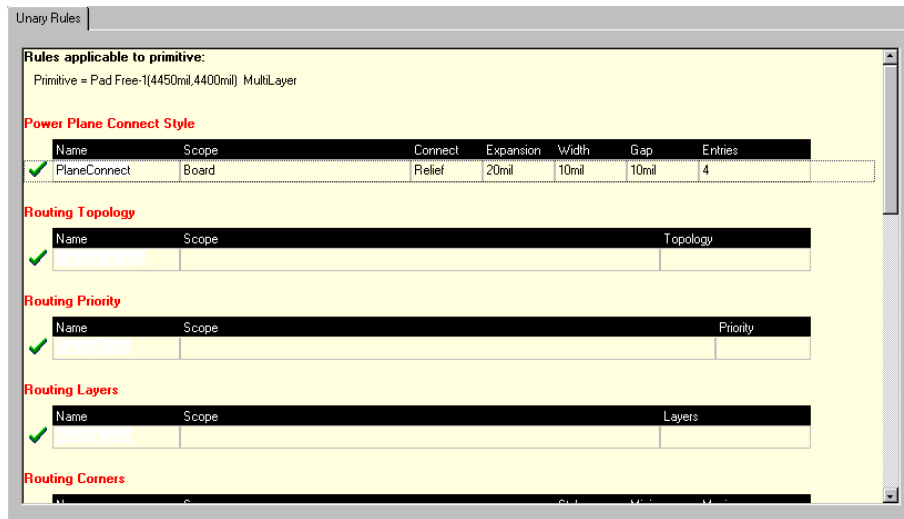 Unary Rules
Rules applicable to primitive:
Primitive = Pad Free-1(4450mil,4400mil) MultiLayer
Power Plane Connect Style
Name Scope Connect Expansion Width Gap Entries
PlaneConnect Board Relief 20mil 10mil 10mil 4
Routing Topology
Name Scope Topology
Routing Priority
Name Scope Priority
Routing Layers
Name Scope Layers
Routing Corners